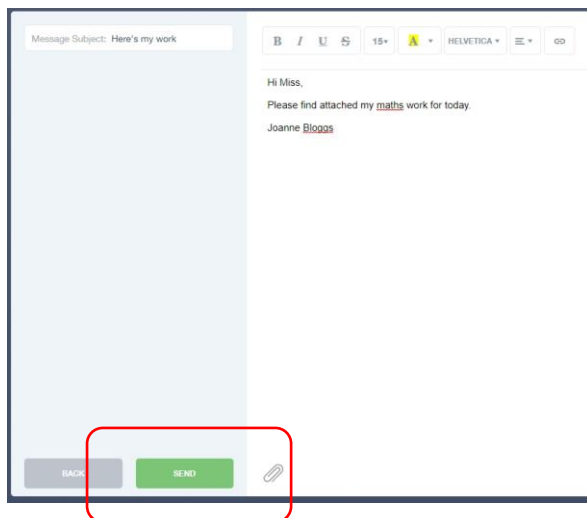 Message Subject: Here's my work
B I U S 15 A HELVETICA
Hi Miss,
Please find attached my maths work for today.
Joanne Bloggs
BACK SEND